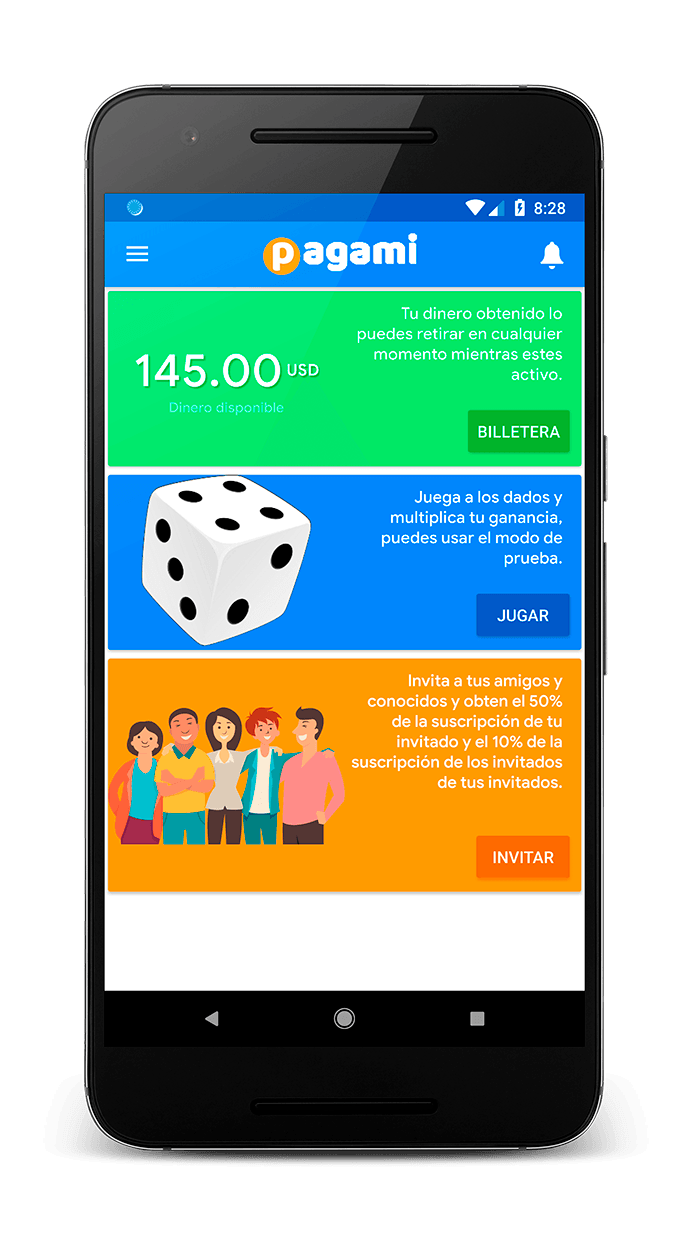 8:28
pagami
Tu dinero obtenido lo
puedes retirar en cualquier
momento mientras estes
activo.
145.00 USD
Dinero disponible
BILLETERA
Juega a los dados y
multiplica tu ganancia,
puedes usar el modo de
prueba.
JUGAR
Invita a tus amigos y
conocidos y obten el 50%
de la suscripción de tu
invitado y el 10% de la
suscripción de los invitados
de tus invitados.
INVITAR